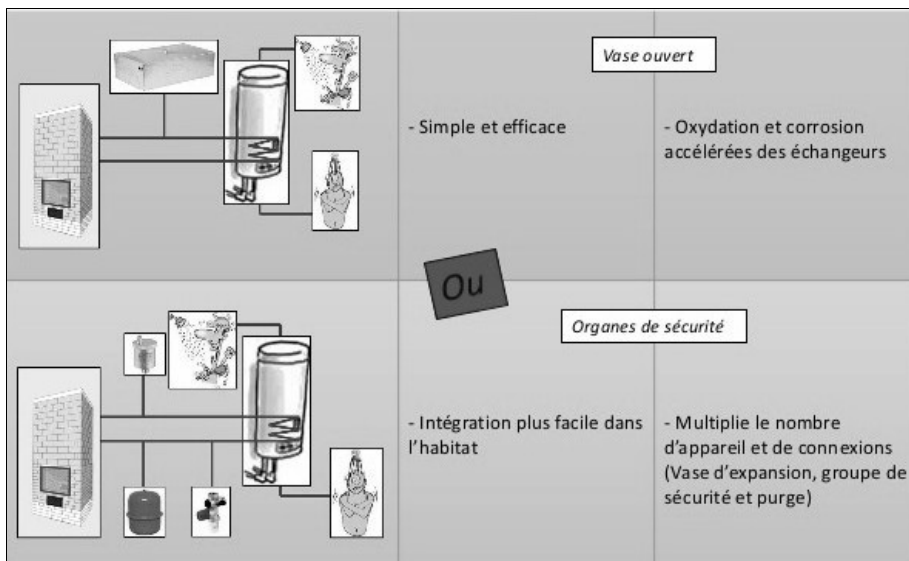 Vase ouvert
- Simple et efficace
- Oxydation et corrosion
accélérées des échangeurs
Ou
Organes de sécurité
- Intégration plus facile dans
l'habitat
- Multiplie le nombre
d'appareil et de connexions
(Vase d'expansion, groupe de
sécurité et purge)